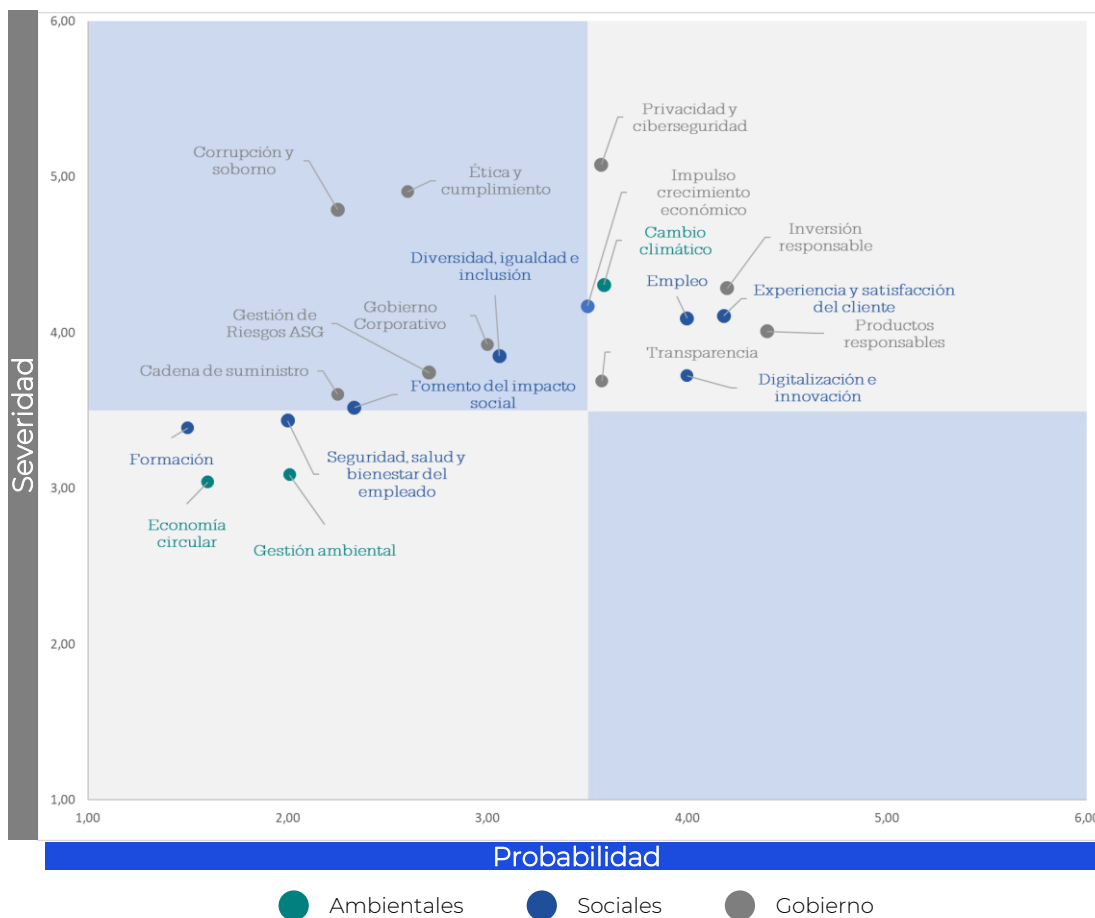 6,00
Privacidad y
ciberseguridad
Corrupción y
soborno
Ética y
cumplimiento
Impulso
crecimiento
económico
5,00
Cambio
climático
Inversión
responsable
Diversidad, igualdad e
inclusión
Empleo
Experiencia y satisfacción
del cliente
Gestión de
Riesgos ASG
Gobierno
Corporativo
4,00
Productos
responsables
Transparencia
Cadena de suministro
Fomento del impacto
social
Digitalización e
innovación
Severidad
Formación
Seguridad, salud y
bienestar del
empleado
3,00
Economía
circular
Gestión ambiental
2,00
1,00
1,00 2,00 3,00 4,00 5,00 6,00
Probabilidad
Ambientales Sociales Gobierno